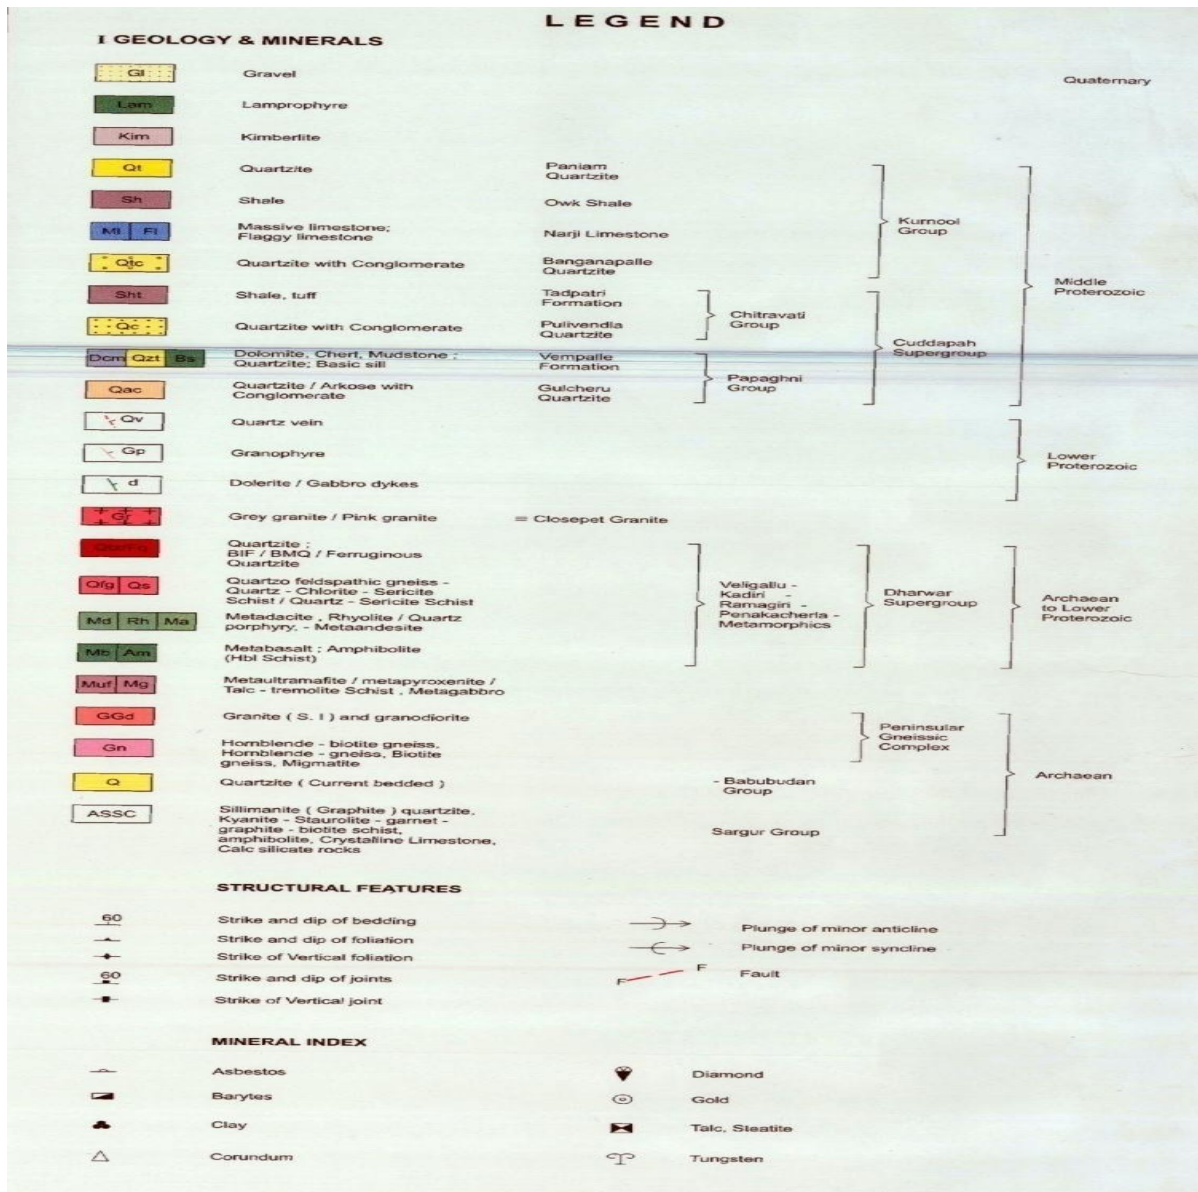 LEGEND
I GEOLOGY & MINERALS
Gl Gravel Quaternary
Lam Lamprophyre
Kim Kimberlite
Qt Quartzite Paniam
Quartzite
Sh Shale Owk Shale
Ml Fl Massive limestone;
Flaggy limestone Narji Limestone
Kurnool
Group
Qtc Quartzite with Conglomerate Banganapalle
Quartzite
Middle
Proterozoic
Sht Shale, tuff Tadpatri
Formation
Chitravati
Group
Qc Quartzite with Conglomerate Pulivendla
Quartzite
Cuddapah
Supergroup
Dcm Qzt Bs Dolomite, Chert, Mudstone ;
Quartzite; Basic sill Vempalle
Formation
Papaghni
Group
Qac Quartzite / Arkose with
Conglomerate Gulcheru
Quartzite
Qv Quartz vein
Gp Granophyre
Lower
Proterozoic
d Dolerite / Gabbro dykes
Gr Grey granite / Pink granite = Closepet Granite
Quartzite ;
BIF / BMQ / Ferruginous
Quartzite
Qfg Qs Quartzo feldspathic gneiss -
Quartz - Chlorite - Sericite
Schist / Quartz - Sericite Schist
Veligallu -
Kadiri -
Ramagiri -
Penakacherla -
Metamorphics
Dharwar
Supergroup
Archaean
to Lower
Proterozoic
Md Rh Ma Metadacite , Rhyolite / Quartz
porphyry, - Metaandesite
Mb Am Metabasalt ; Amphibolite
(Hbl Schist)
Muf Mg Metaultramafite / metapyroxenite /
Talc - tremolite Schist , Metagabbro
GGd Granite ( S. I ) and granodiorite
Peninsular
Gneissic
Complex
Gn Hornblende - biotite gneiss,
Hornblende - gneiss, Biotite
gneiss, Migmatite
Archaean
Q Quartzite ( Current bedded ) - Babubudan
Group
ASSC Sillimanite ( Graphite ) quartzite,
Kyanite - Staurolite - garnet -
graphite - biotite schist,
amphibolite, Crystalline Limestone,
Calc silicate rocks
Sargur Group
STRUCTURAL FEATURES
60 Strike and dip of bedding Plunge of minor anticline
Strike and dip of foliation Plunge of minor syncline
Strike of Vertical foliation
60 Strike and dip of joints F F Fault
Strike of Vertical joint
MINERAL INDEX
Asbestos Diamond
Barytes Gold
Clay Talc, Steatite
Corundum Tungsten